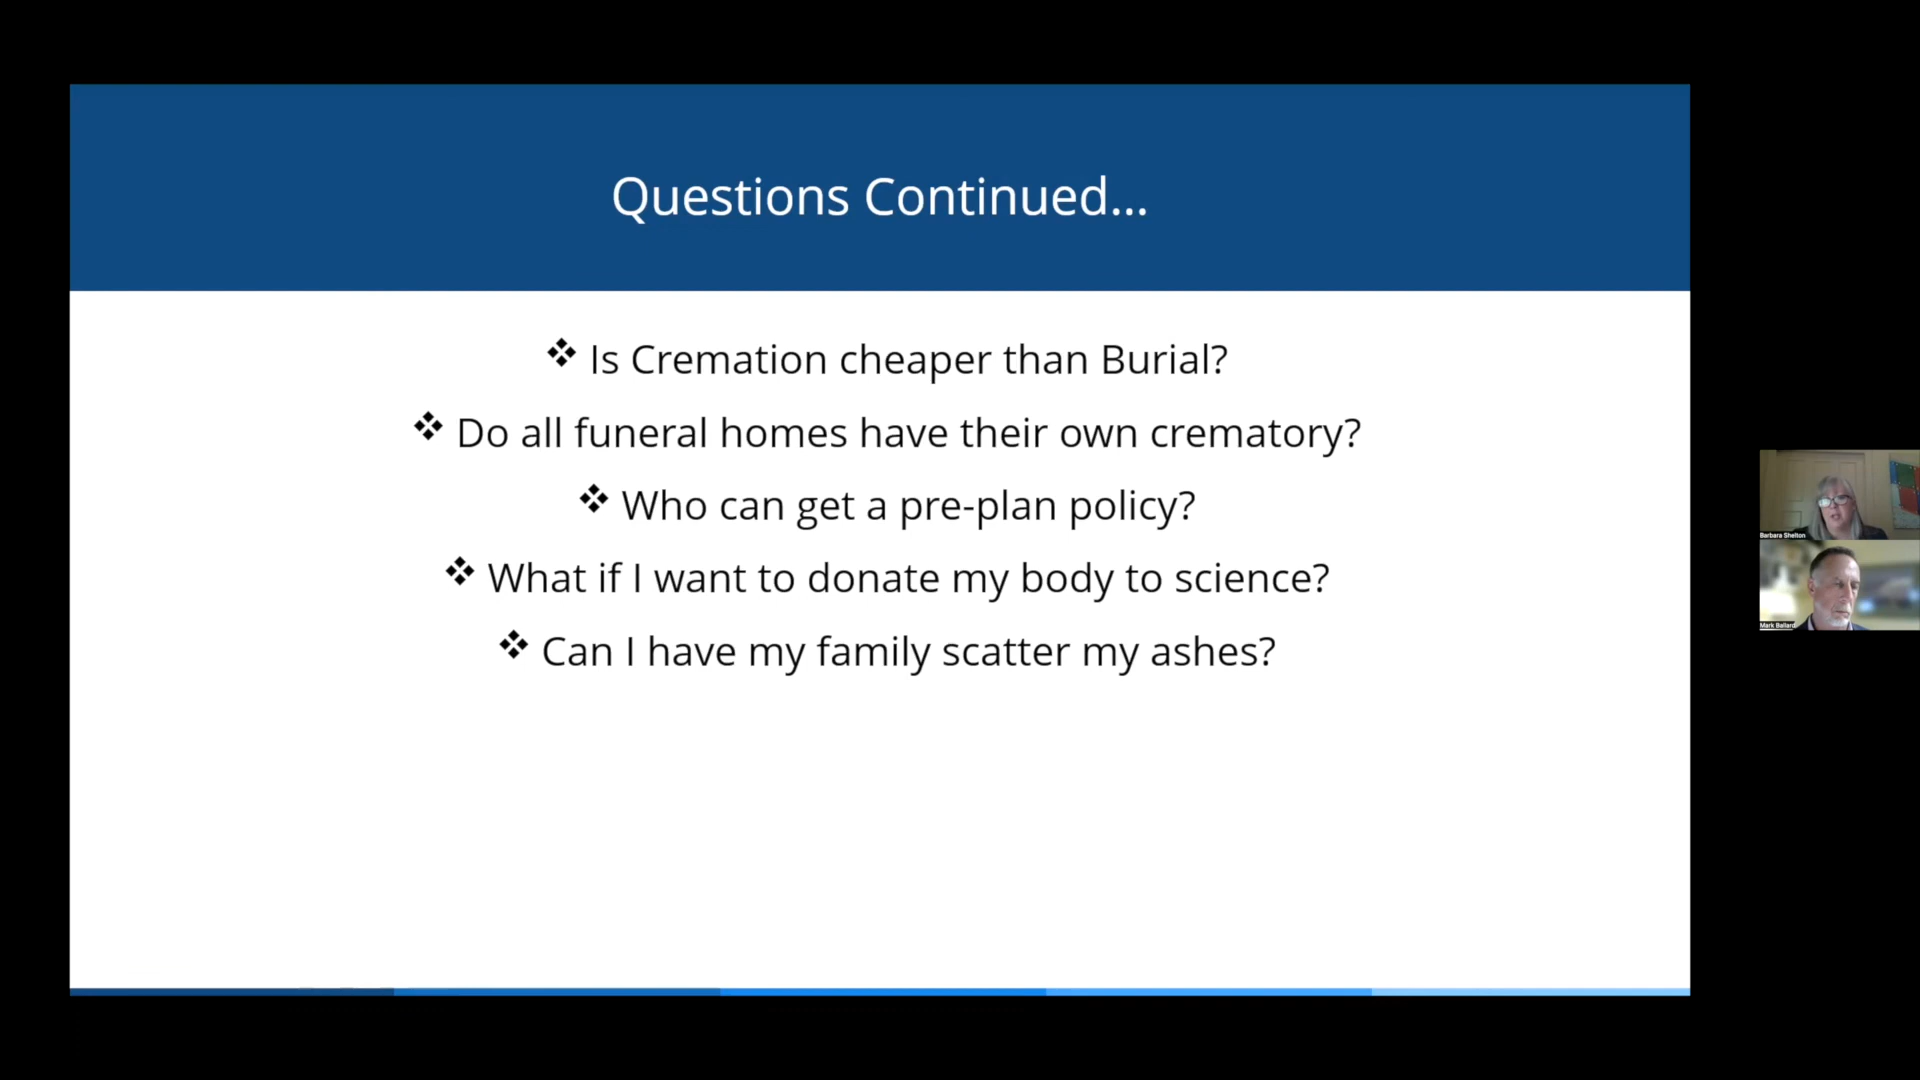 Questions Continued...
❖ Is Cremation cheaper than Burial?
❖ Do all funeral homes have their own crematory?
❖ Who can get a pre-plan policy?
❖ What if I want to donate my body to science?
❖ Can I have my family scatter my ashes?
Barbara Shelton
Mark Ballard